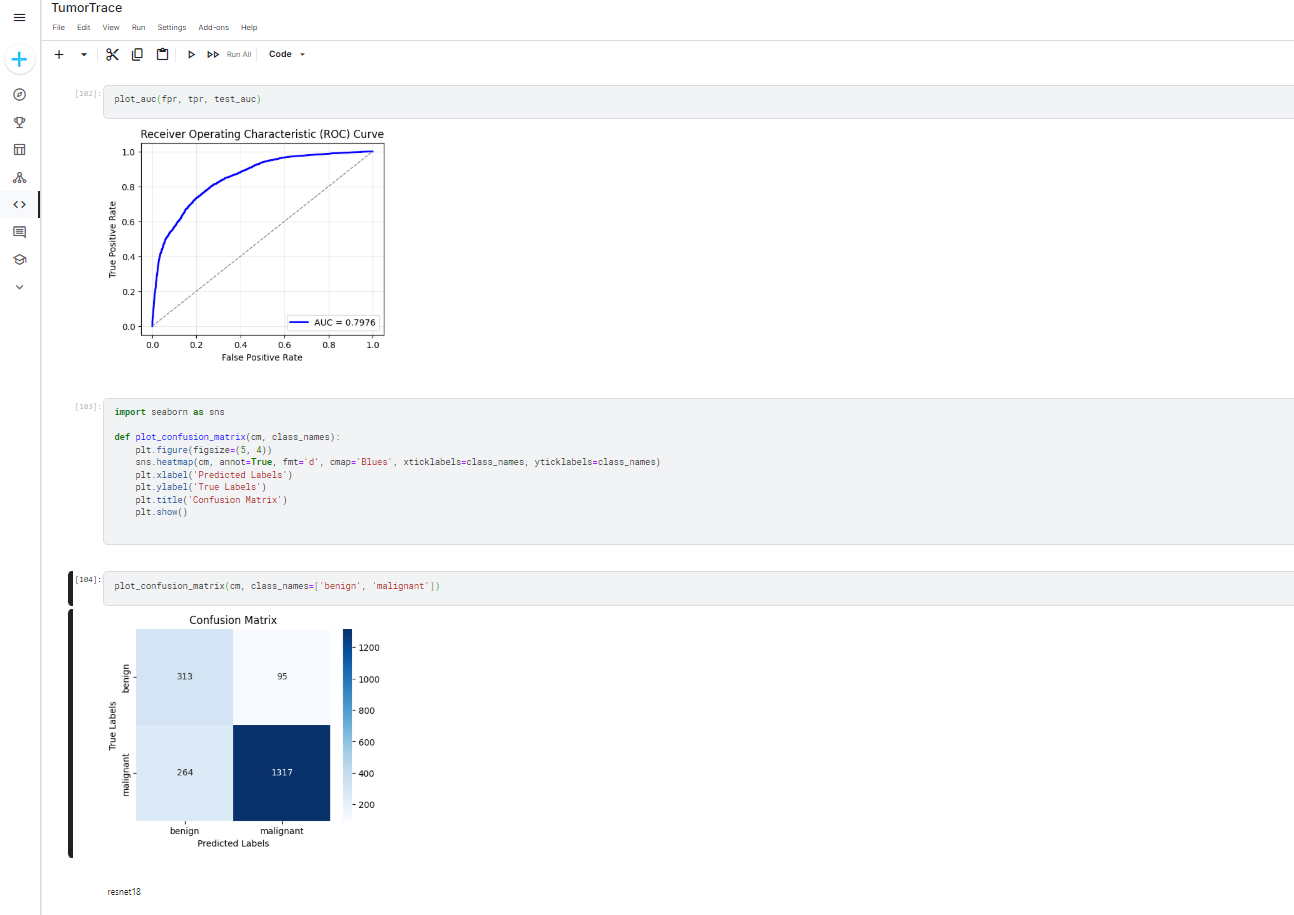 TumorTrace
File Edit View Run Settings Add-ons Help
Run All Code
[102]:
plot_auc(fpr, tpr, test_auc)
Receiver Operating Characteristic (ROC) Curve
1.0
0.8
0.6
0.4
0.2
0.0
True Positive Rate
AUC = 0.7976
0.0 0.2 0.4 0.6 0.8 1.0
False Positive Rate
[103]:
import seaborn as sns
def plot_confusion_matrix(cm, class_names):
plt.figure(figsize=(5, 4))
sns.heatmap(cm, annot=True, fmt='d', cmap='Blues', xticklabels=class_names, yticklabels=class_names)
plt.xlabel('Predicted Labels')
plt.ylabel('True Labels')
plt.title('Confusion Matrix')
plt.show()
[104]:
plot_confusion_matrix(cm, class_names=['benign', 'malignant'])
Confusion Matrix
True Labels
benign
313 95
malignant
264 1317
1200
1000
800
600
400
200
benign malignant
Predicted Labels
resnet18